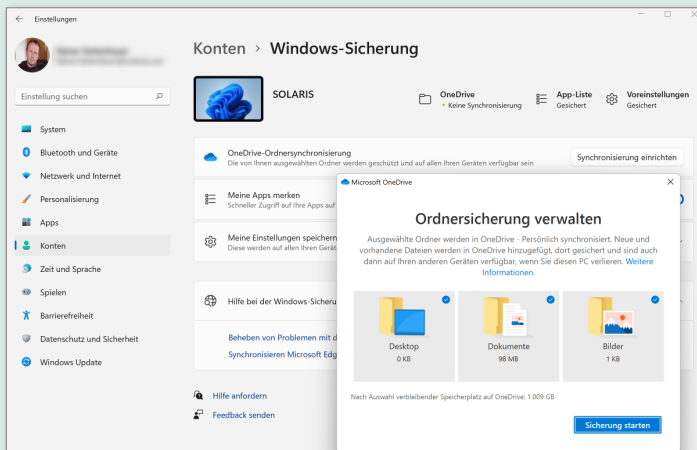 Einstellungen
Konten › Windows-Sicherung
SOLARIS
OneDrive
• Keine Synchronisierung
App-Liste
Gesichert
Voreinstellungen
Gesichert
Einstellung suchen
System
Bluetooth und Geräte
Netzwerk und Internet
Personalisierung
Apps
Konten
Zeit und Sprache
Spielen
Barrierefreiheit
Datenschutz und Sicherheit
Windows Update
OneDrive-Ordnersynchronisierung
Die von Ihnen ausgewählten Ordner werden geschützt und auf allen Ihren Geräten verfügbar sein
Synchronisierung einrichten
Meine Apps merken
Schneller Zugriff auf Ihre Apps auf
Meine Einstellungen speichern
Diese werden auf allen Ihren Gerät
Hilfe bei der Windows-Sicheru
Beheben von Problemen mit d
Synchronisieren Microsoft Edg
Hilfe anfordern
Feedback senden
Microsoft OneDrive
Ordnersicherung verwalten
Ausgewählte Ordner werden in OneDrive - Persönlich synchronisiert. Neue und
vorhandene Dateien werden in OneDrive hinzugefügt, dort gesichert und sind auch
dann auf Ihren anderen Geräten verfügbar, wenn Sie diesen PC verlieren. Weitere
Informationen.
Desktop
0 KB
Dokumente
98 MB
Bilder
1 KB
Nach Auswahl verbleibender Speicherplatz auf OneDrive: 1.009 GB
Sicherung starten